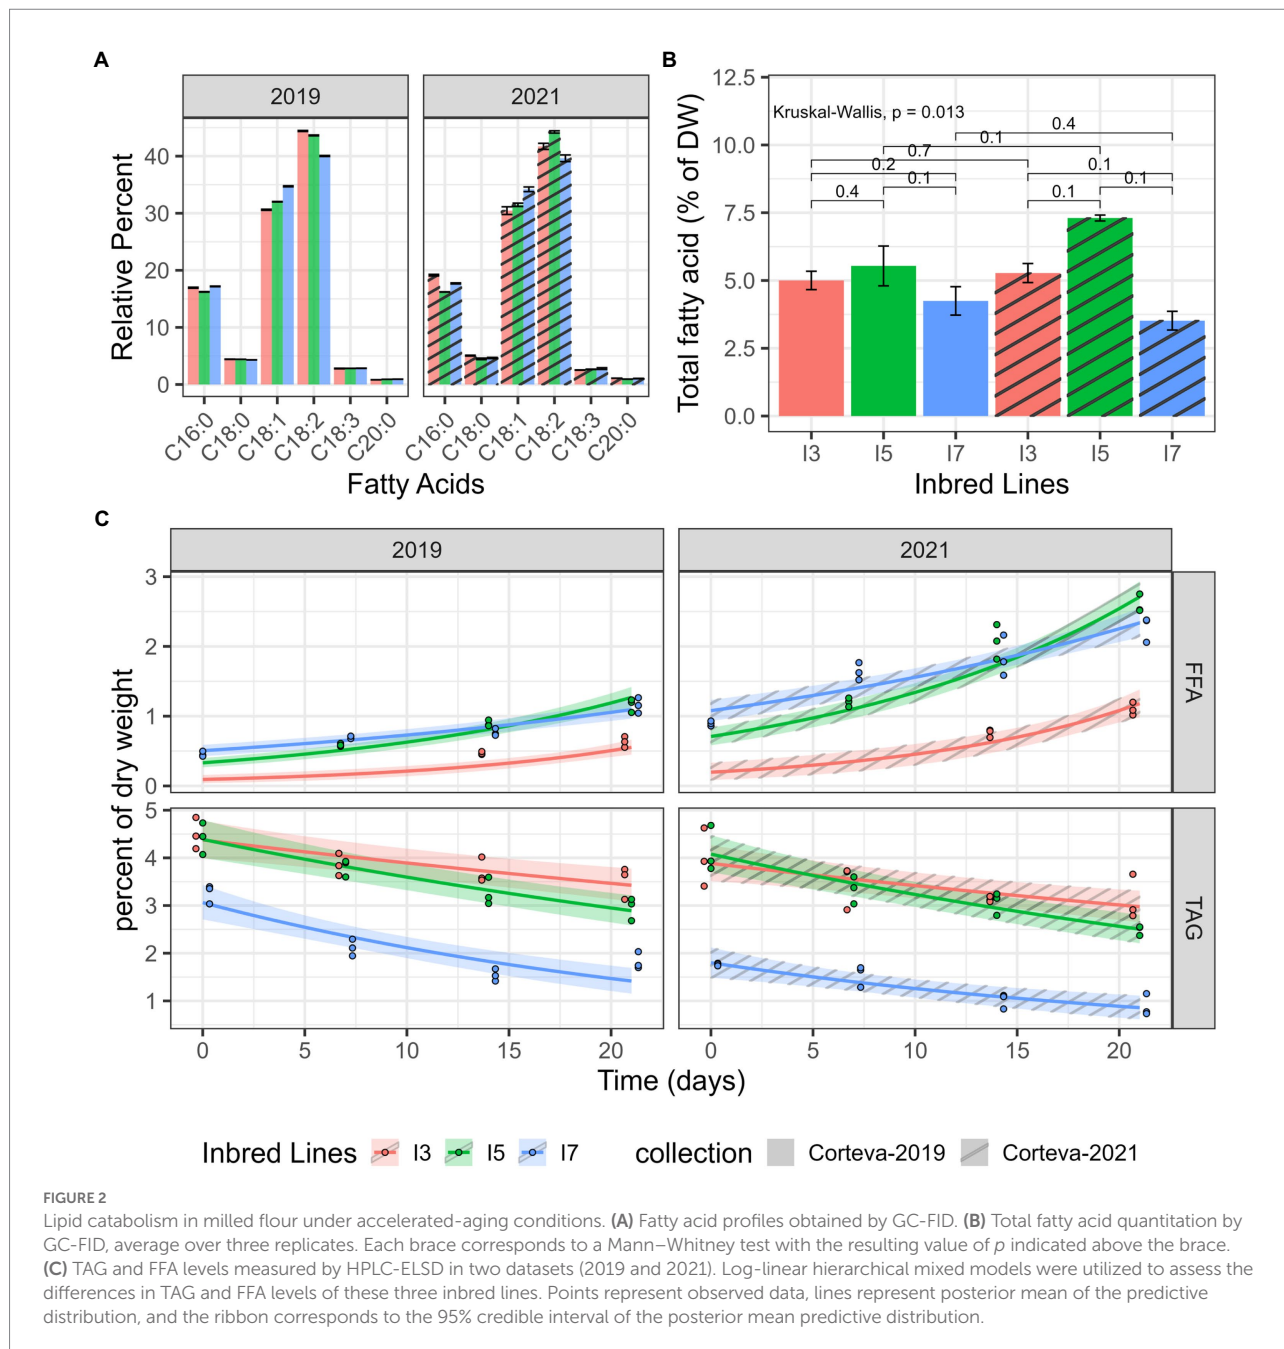 A
2019
2021
Relative Percent
40
30
20
10
0
C16:0
C18:0
C18:1
C18:2
C18:3
C20:0
C16:0
C18:0
C18:1
C18:2
C18:3
C20:0
Fatty Acids
B
Total fatty acid (% of DW)
12.5
10.0
7.5
5.0
2.5
0.0
Kruskal-Wallis, p = 0.013
0.4
0.1
0.7
0.2
0.1
0.4
0.1
0.1
0.1
I3
I5
I7
I3
I5
I7
Inbred Lines
C
2019
2021
percent of dry weight
3
2
1
0
FFA
5
4
3
2
1
TAG
0
5
10
15
20
0
5
10
15
20
Time (days)
Inbred Lines I3 I5 I7 collection Corteva-2019 Corteva-2021
FIGURE 2
Lipid catabolism in milled flour under accelerated-aging conditions. (A) Fatty acid profiles obtained by GC-FID. (B) Total fatty acid quantitation by
GC-FID, average over three replicates. Each brace corresponds to a Mann–Whitney test with the resulting value of p indicated above the brace.
(C) TAG and FFA levels measured by HPLC-ELSD in two datasets (2019 and 2021). Log-linear hierarchical mixed models were utilized to assess the
differences in TAG and FFA levels of these three inbred lines. Points represent observed data, lines represent posterior mean of the predictive
distribution, and the ribbon corresponds to the 95% credible interval of the posterior mean predictive distribution.